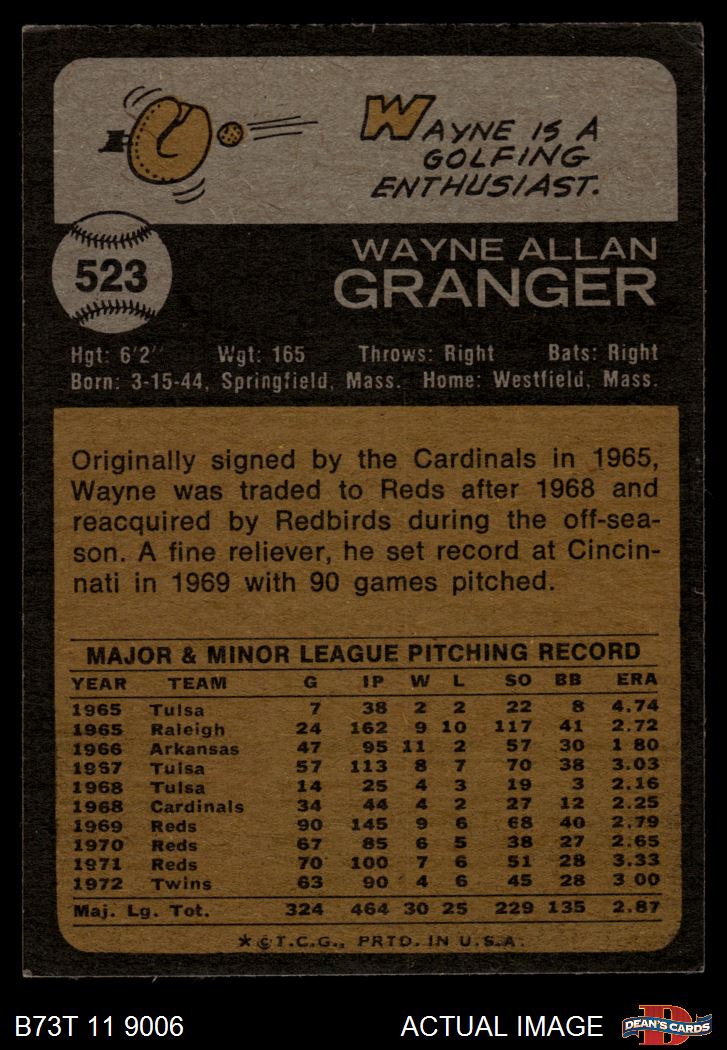 WAYNE IS A
GOLFING
ENTHUSIAST.
523
WAYNE ALLAN
GRANGER
Hgt: 6'2" Wgt: 165 Throws: Right Bats: Right
Born: 3-15-44, Springfield, Mass. Home: Westfield, Mass.
Originally signed by the Cardinals in 1965,
Wayne was traded to Reds after 1968 and
reacquired by Redbirds during the off-sea-
son. A fine reliever, he set record at Cincin-
nati in 1969 with 90 games pitched.
MAJOR & MINOR LEAGUE PITCHING RECORD
YEAR TEAM G IP W L SO BB ERA
1965 Tulsa 7 38 2 2 22 8 4.74
1965 Raleigh 24 162 9 10 117 41 2.72
1966 Arkansas 47 95 11 2 57 30 1 80
1967 Tulsa 57 113 8 7 70 38 3.03
1968 Tulsa 14 25 4 3 19 3 2.16
1968 Cardinals 34 44 4 2 27 12 2.25
1969 Reds 90 145 9 6 68 40 2.79
1970 Reds 67 85 6 5 38 27 2.65
1971 Reds 70 100 7 6 51 28 3.33
1972 Twins 63 90 4 6 45 28 3 00
Maj. Lg. Tot. 324 464 30 25 229 135 2.87
* © T.C.G., PRTD. IN U.S.A.
B73T 11 9006 ACTUAL IMAGE
D
DEAN'S CARDS